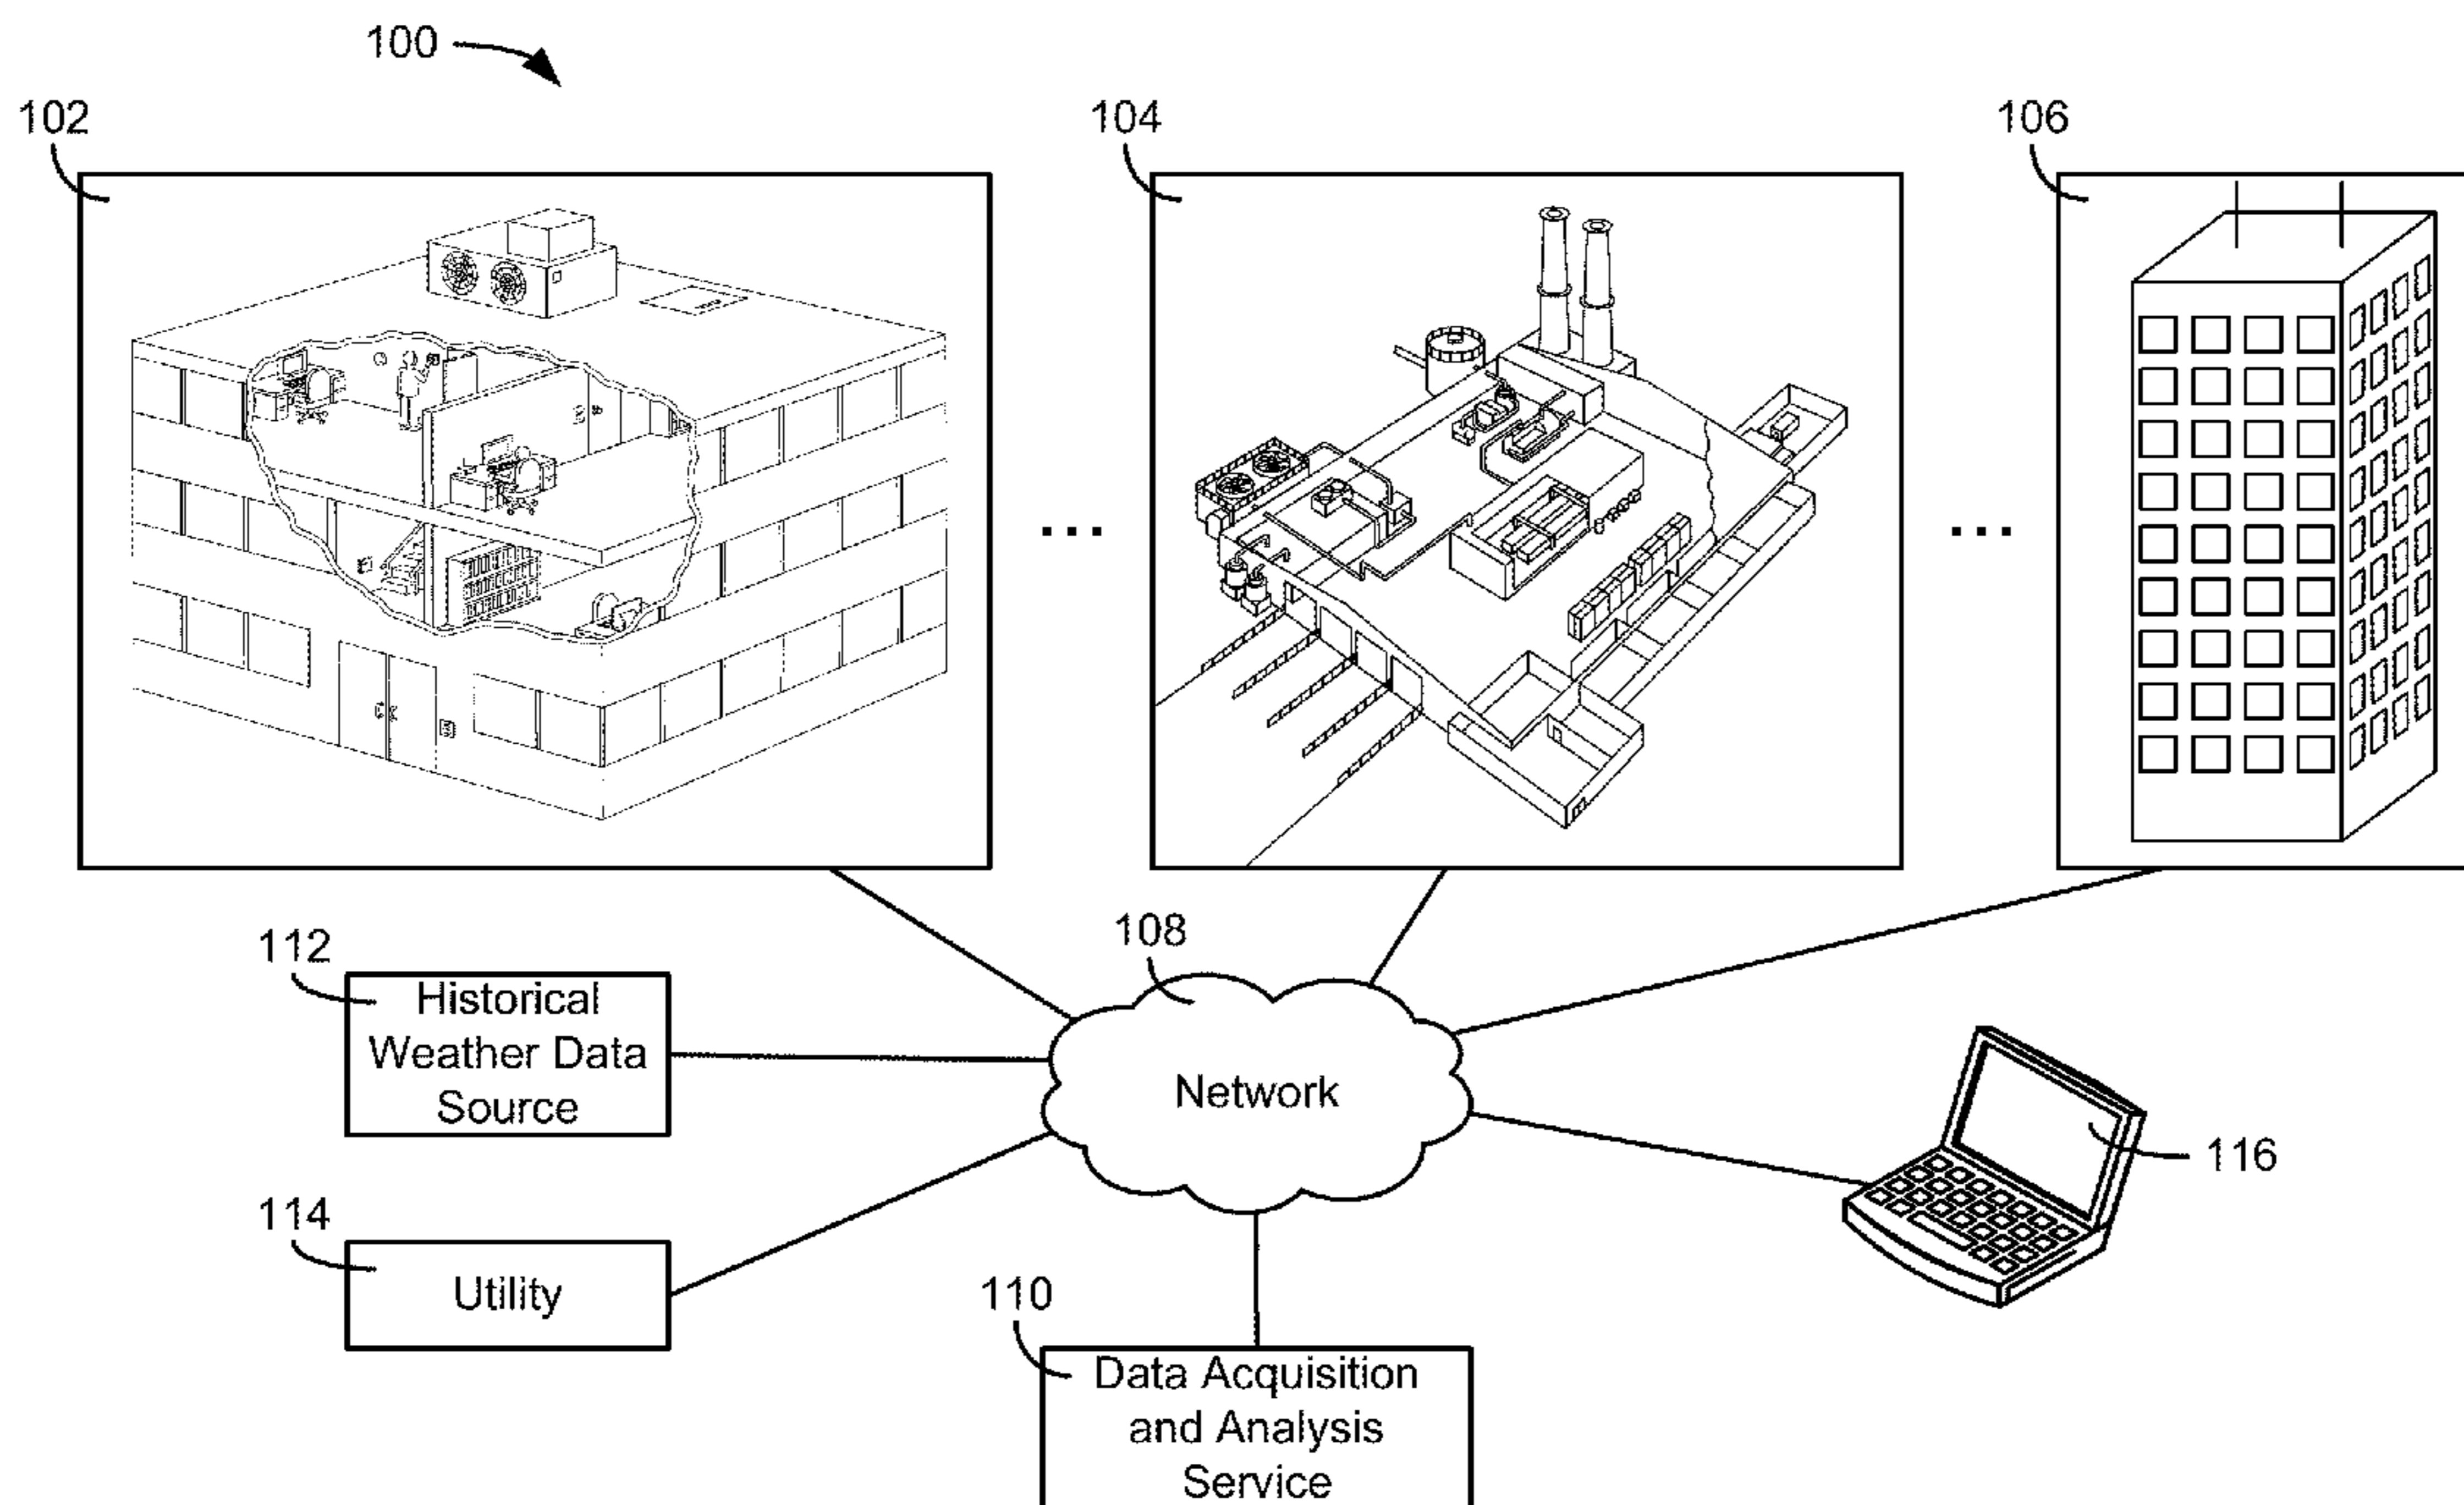 100
102
104
106
...
...
108
112
Historical
Weather Data
Source
Network
116
114
Utility
110
Data Acquisition
and Analysis
Service